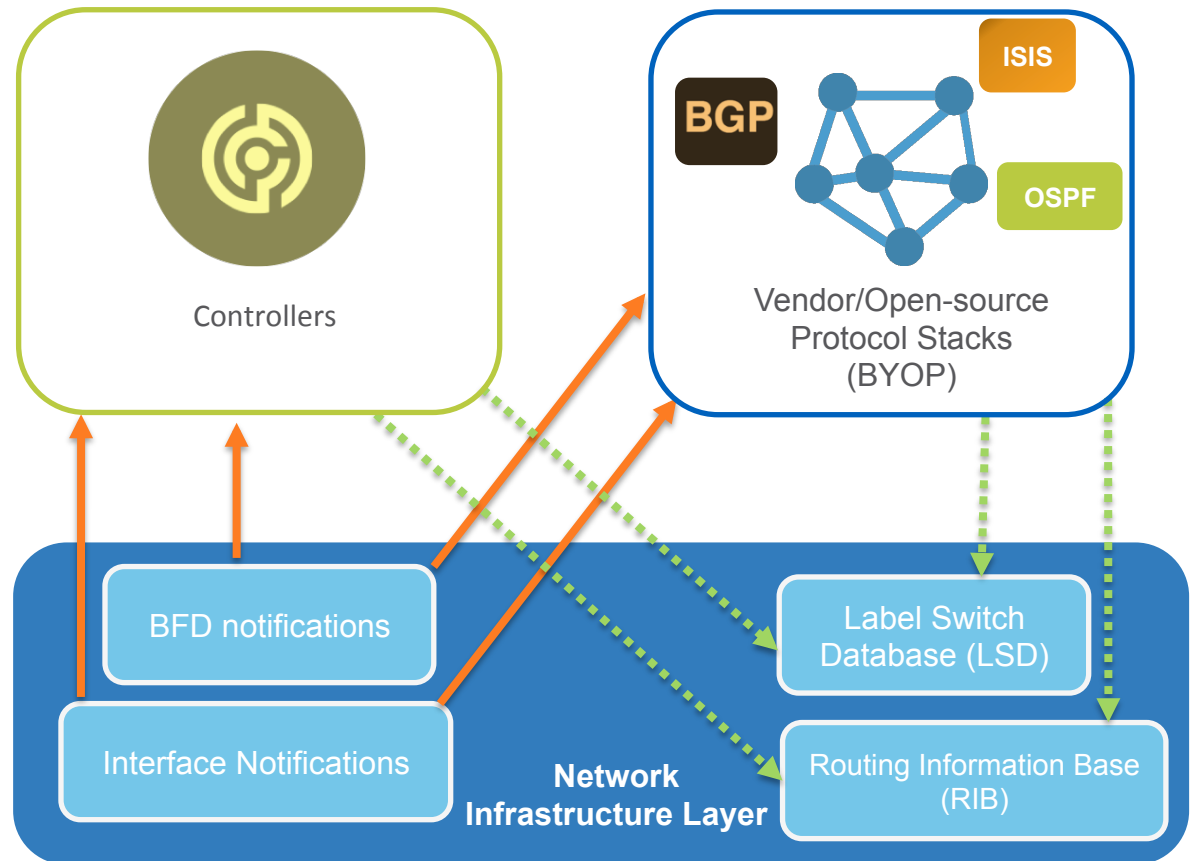 ISIS
BGP
OSPF
Controllers
Vendor/Open-source
Protocol Stacks
(BYOP)
BFD notifications
Label Switch
Database (LSD)
Interface Notifications
Routing Information Base
(RIB)
Network
Infrastructure Layer